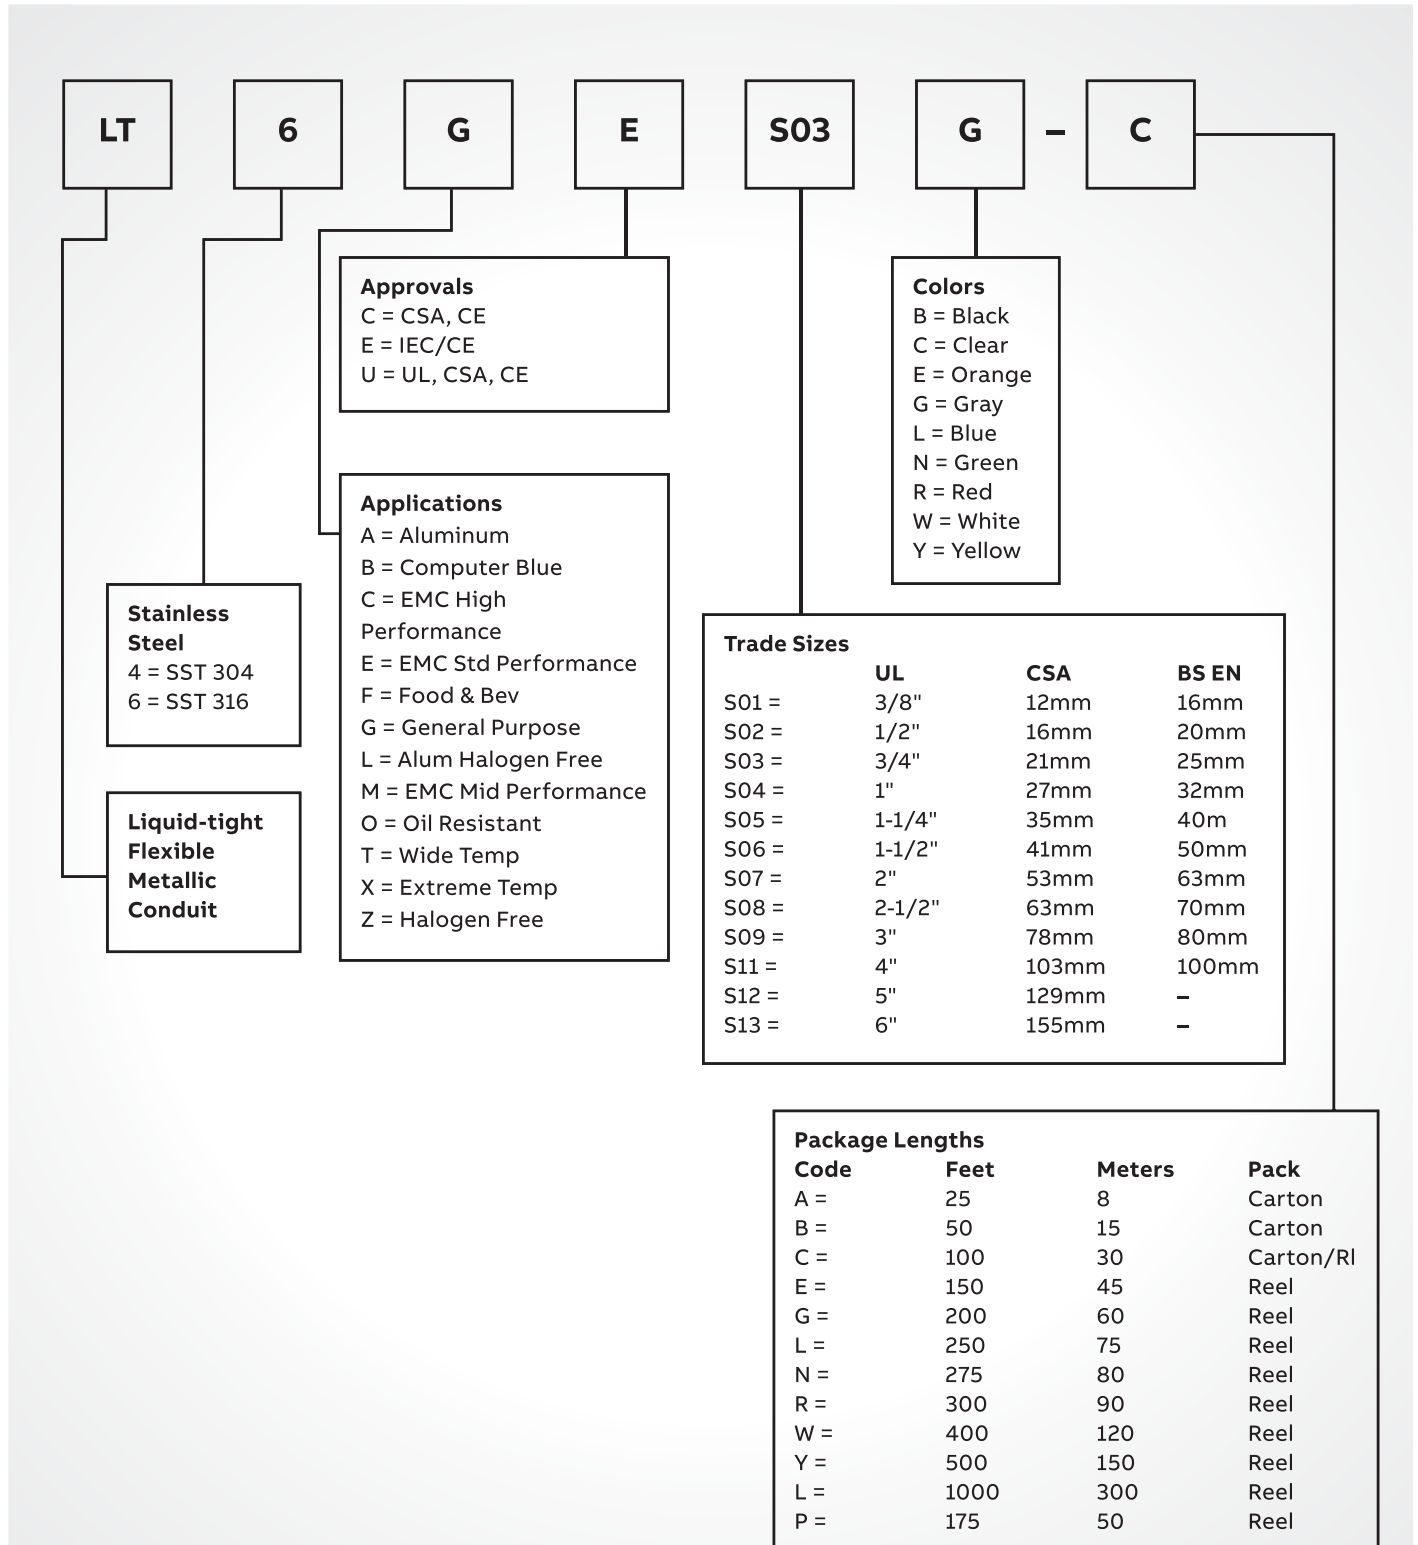 LT 6 G E S03 G – C
Approvals
C = CSA, CE
E = IEC/CE
U = UL, CSA, CE
Colors
B = Black
C = Clear
E = Orange
G = Gray
L = Blue
N = Green
R = Red
W = White
Y = Yellow
Applications
A = Aluminum
B = Computer Blue
C = EMC High
Performance
E = EMC Std Performance
F = Food & Bev
G = General Purpose
L = Alum Halogen Free
M = EMC Mid Performance
O = Oil Resistant
T = Wide Temp
X = Extreme Temp
Z = Halogen Free
Stainless
Steel
4 = SST 304
6 = SST 316
Liquid-tight
Flexible
Metallic
Conduit
Trade Sizes
UL CSA BS EN
S01 = 3/8" 12mm 16mm
S02 = 1/2" 16mm 20mm
S03 = 3/4" 21mm 25mm
S04 = 1" 27mm 32mm
S05 = 1-1/4" 35mm 40m
S06 = 1-1/2" 41mm 50mm
S07 = 2" 53mm 63mm
S08 = 2-1/2" 63mm 70mm
S09 = 3" 78mm 80mm
S11 = 4" 103mm 100mm
S12 = 5" 129mm –
S13 = 6" 155mm –
Package Lengths
Code Feet Meters Pack
A = 25 8 Carton
B = 50 15 Carton
C = 100 30 Carton/Rl
E = 150 45 Reel
G = 200 60 Reel
L = 250 75 Reel
N = 275 80 Reel
R = 300 90 Reel
W = 400 120 Reel
Y = 500 150 Reel
L = 1000 300 Reel
P = 175 50 Reel